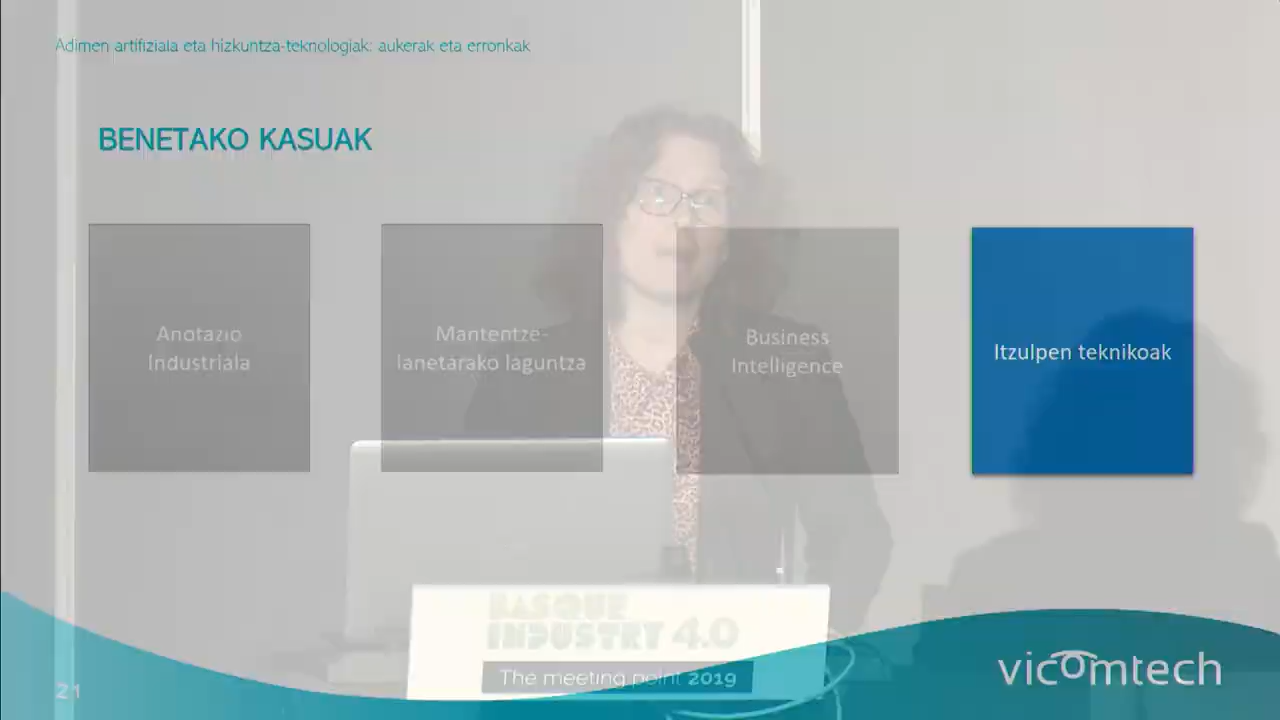 Adimen artifiziala eta hizkuntza-teknologiak: aukerak eta erronkak
BENETAKO KASUAK
Anotazio
Industriala
Mantentze-
lanetarako laguntza
Business
Intelligence
Itzulpen teknikoak
BASQUE
INDUSTRY 4.0
The meeting point 2019
vicomtech
21